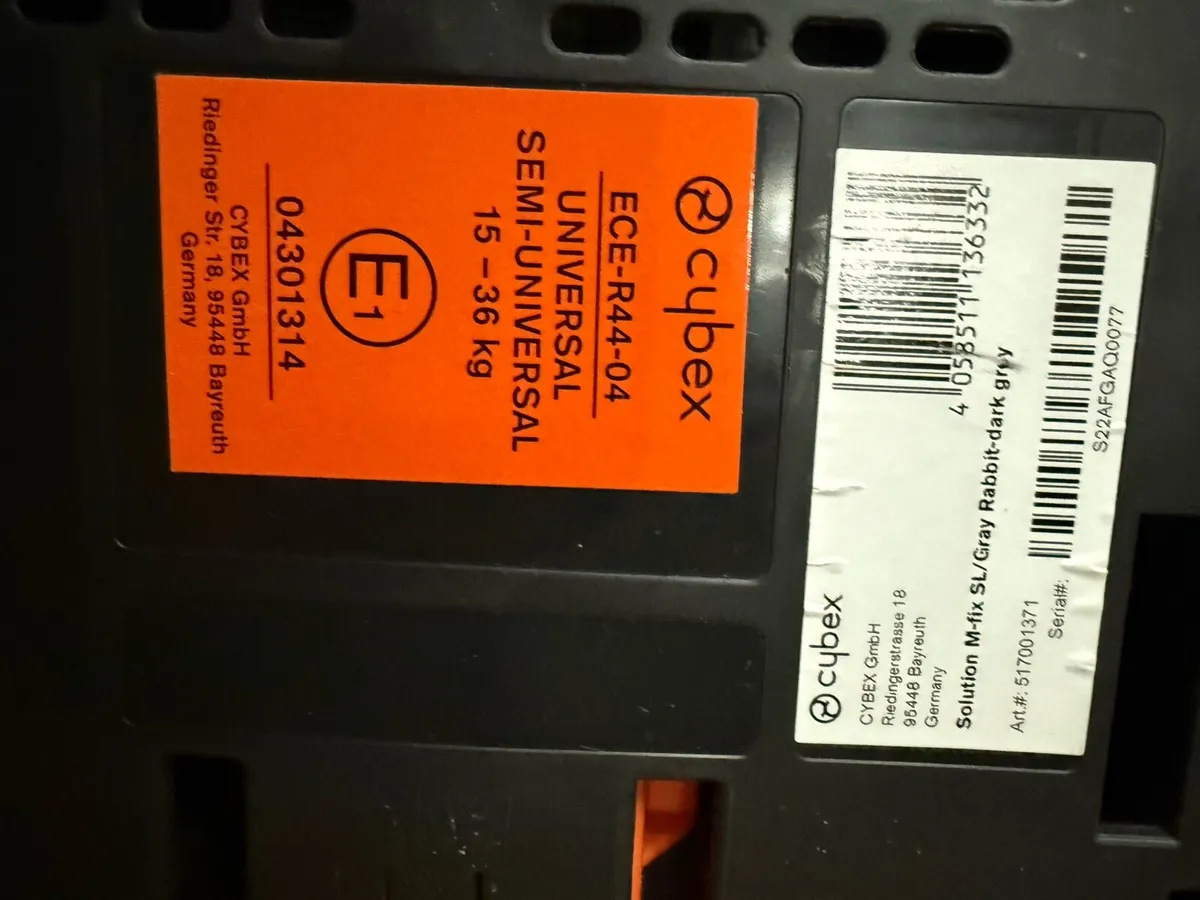 cybex
ECE-R44-04
UNIVERSAL
SEMI-UNIVERSAL
15 – 36 kg
E1
04301314
CYBEX GmbH
Riedinger Str. 18, 95448 Bayreuth
Germany
cybex
CYBEX GmbH
Riedingerstrasse 18
95448 Bayreuth
Germany
4 058511 136332
Solution M-fix SL/Gray Rabbit-dark grey
Art.#: 517001371
Serial#:
S22AFGAQ0077